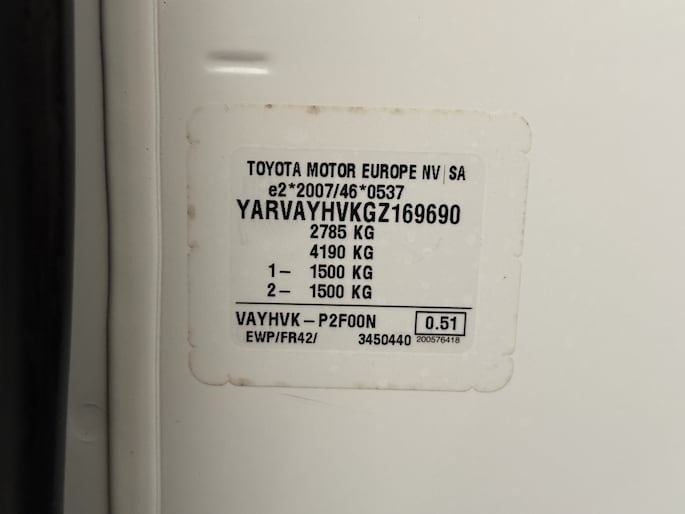 TOYOTA MOTOR EUROPE NV|SA
e2*2007/46*0537
YARVAYHVKGZ169690
2785 KG
4190 KG
1– 1500 KG
2– 1500 KG
VAYHVK–P2F00N 0.51
EWP/FR42/ 3450440 200576418